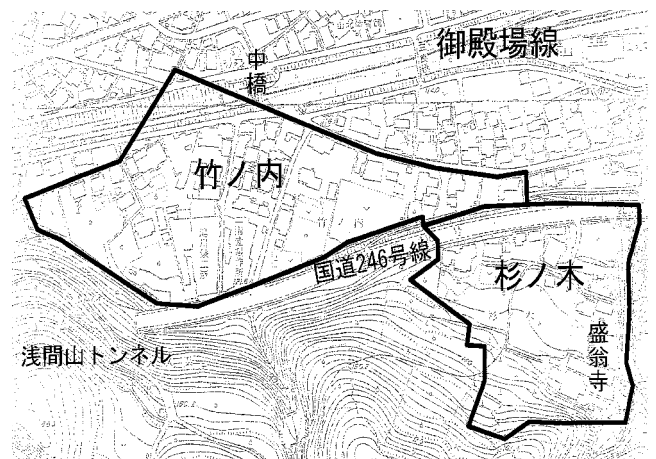 御殿場線
中橋
竹ノ内
国道246号線
杉ノ木
盛翁寺
浅間山トンネル